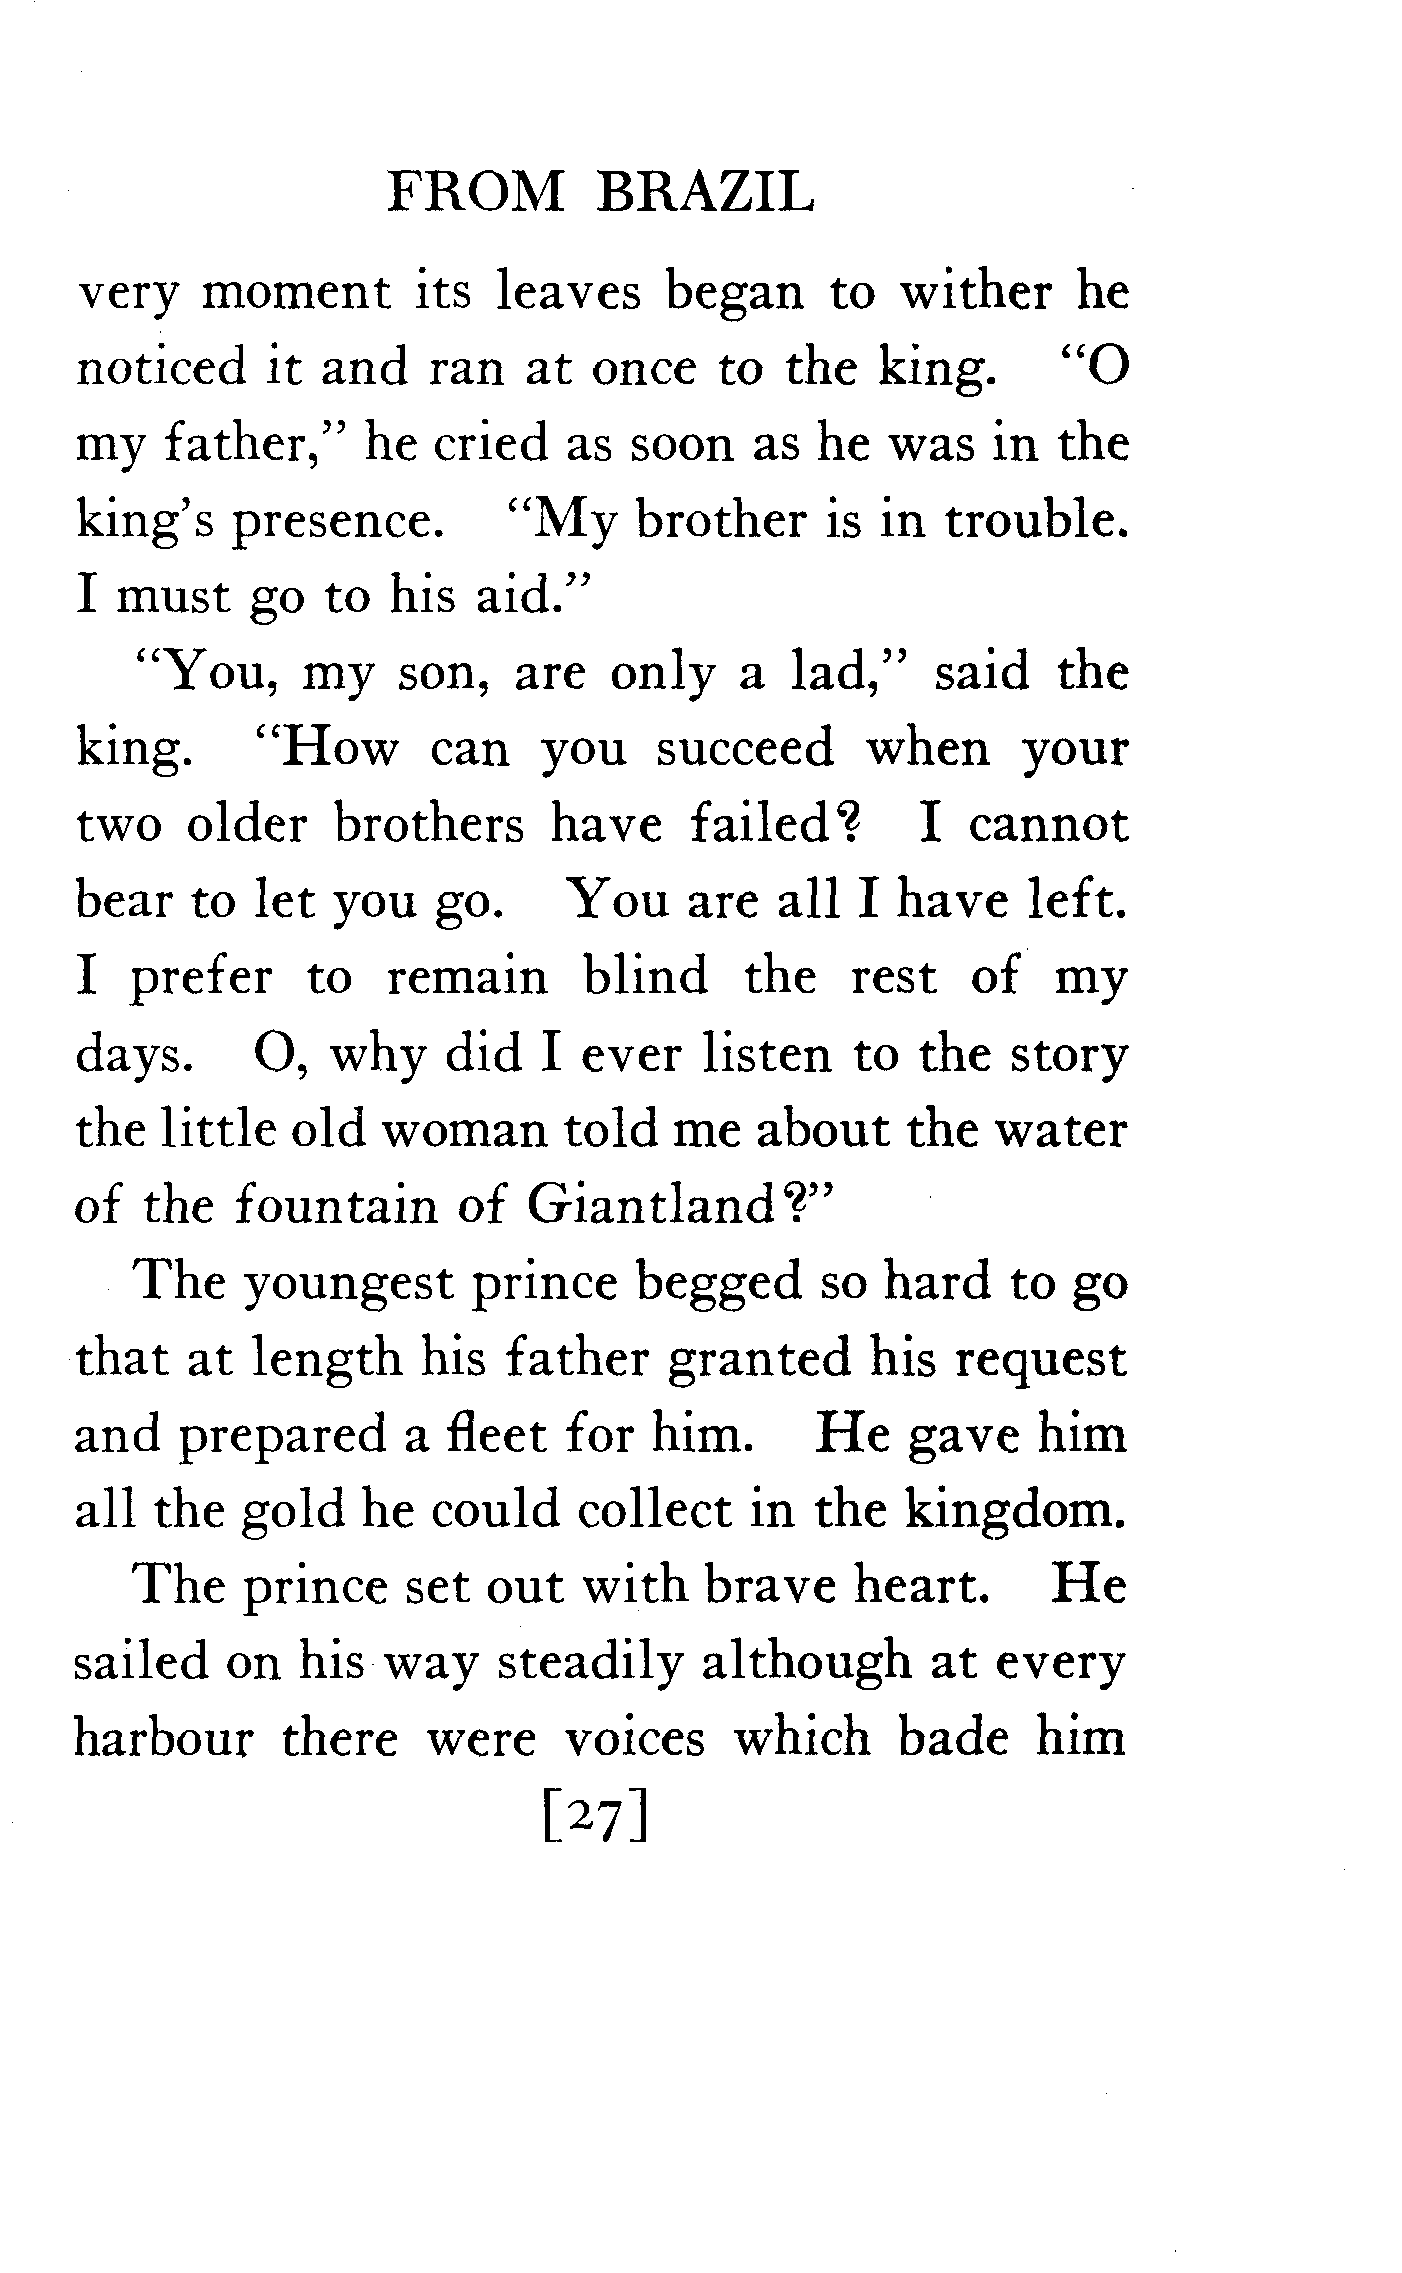 FROM BRAZIL
very moment its leaves began to wither he
noticed it and ran at once to the king. "O
my father," he cried as soon as he was in the
king's presence. "My brother is in trouble.
I must go to his aid."
"You, my son, are only a lad," said the
king. "How can you succeed when your
two older brothers have failed? I cannot
bear to let you go. You are all I have left.
I prefer to remain blind the rest of my
days. O, why did I ever listen to the story
the little old woman told me about the water
of the fountain of Giantland?"
The youngest prince begged so hard to go
that at length his father granted his request
and prepared a fleet for him. He gave him
all the gold he could collect in the kingdom.
The prince set out with brave heart. He
sailed on his way steadily although at every
harbour there were voices which bade him
[27]